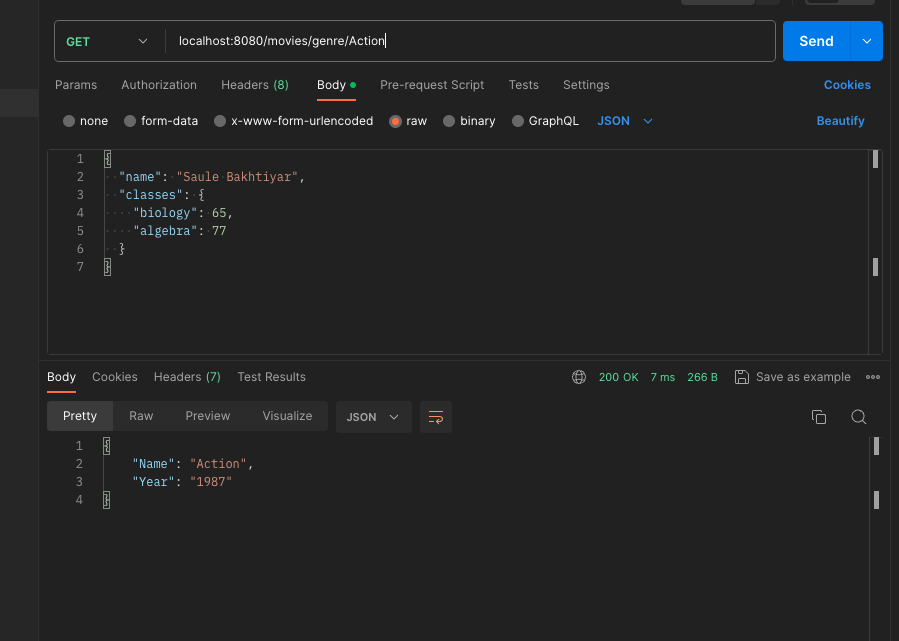 GET localhost:8080/movies/genre/Action Send
Params Authorization Headers (8) Body Pre-request Script Tests Settings Cookies
none form-data x-www-form-urlencoded raw binary GraphQL JSON Beautify
1 {
2 "name": "Saule Bakhtiyar",
3 "classes": {
4 "biology": 65,
5 "algebra": 77
6 }
7 }
Body Cookies Headers (7) Test Results 200 OK 7 ms 266 B Save as example
Pretty Raw Preview Visualize JSON
1 {
2 "Name": "Action",
3 "Year": "1987"
4 }